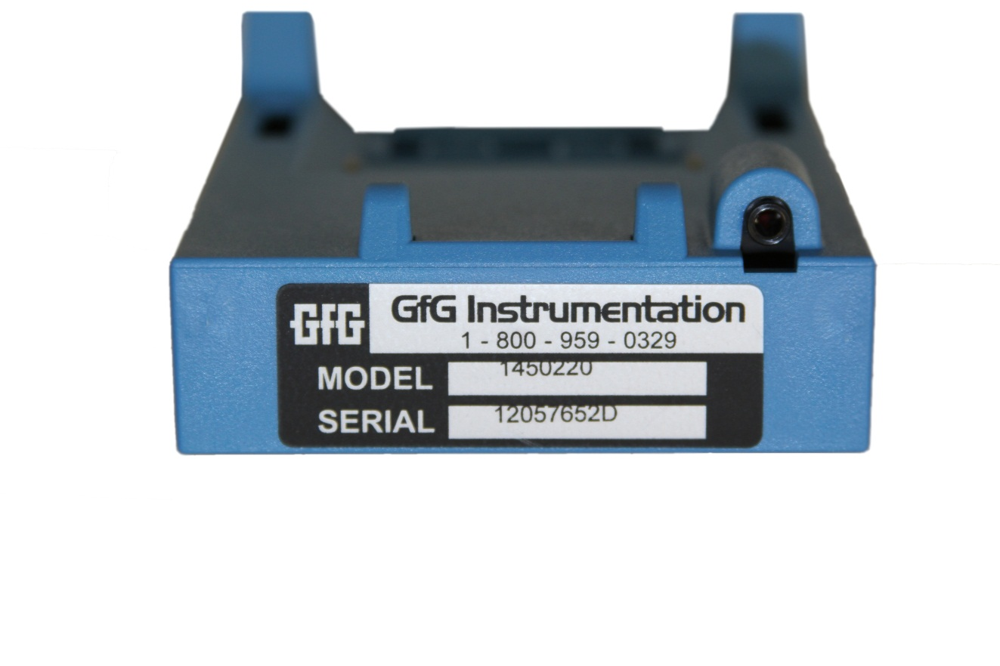 GfG GfG Instrumentation
1 - 800 - 959 - 0329
MODEL 1450220
SERIAL 12057652D